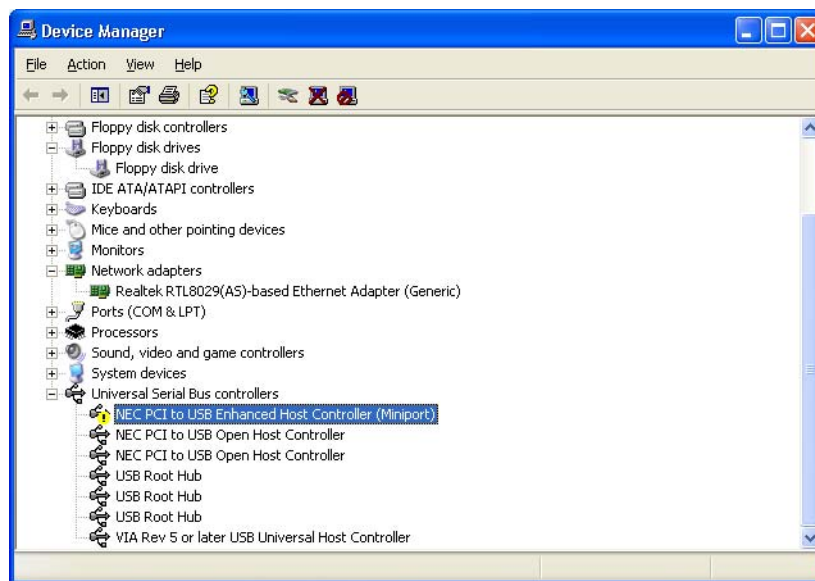 Device Manager
File Action View Help
Floppy disk controllers
Floppy disk drives
Floppy disk drive
IDE ATA/ATAPI controllers
Keyboards
Mice and other pointing devices
Monitors
Network adapters
Realtek RTL8029(AS)-based Ethernet Adapter (Generic)
Ports (COM & LPT)
Processors
Sound, video and game controllers
System devices
Universal Serial Bus controllers
NEC PCI to USB Enhanced Host Controller (Miniport)
NEC PCI to USB Open Host Controller
NEC PCI to USB Open Host Controller
USB Root Hub
USB Root Hub
USB Root Hub
VIA Rev 5 or later USB Universal Host Controller